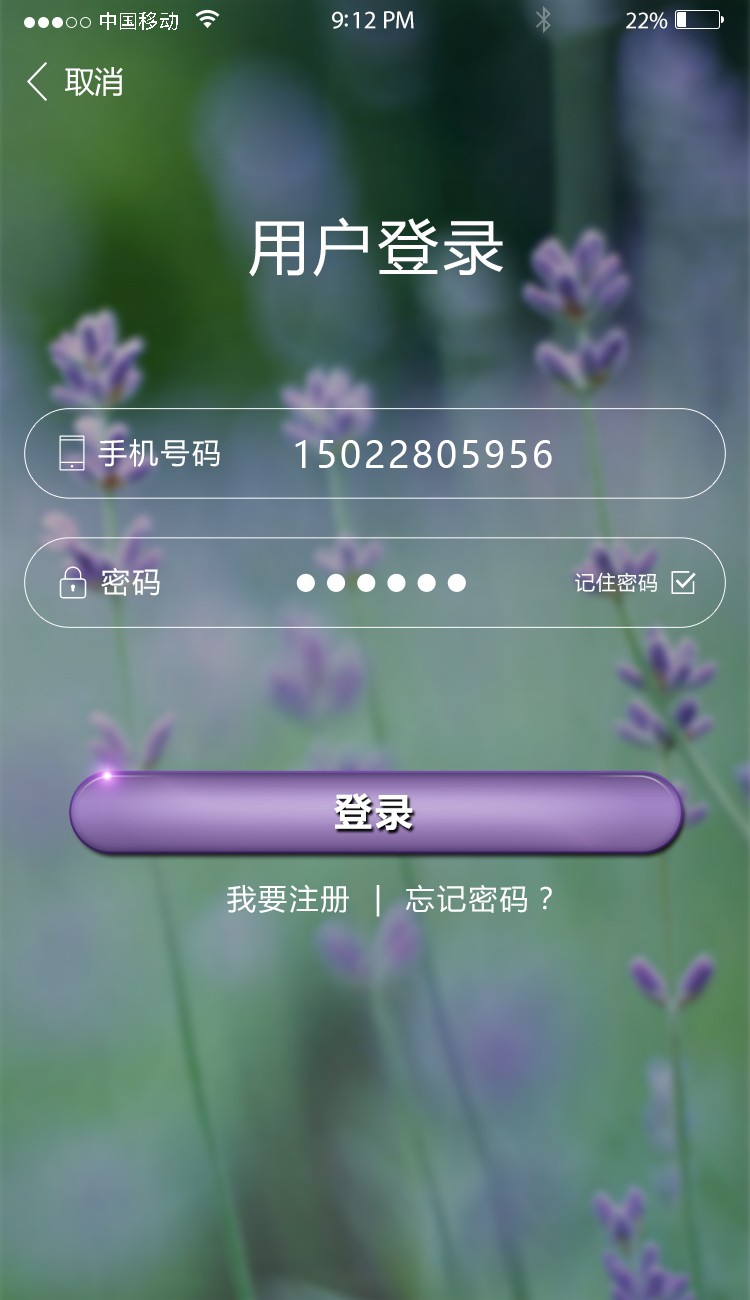 中国移动 9:12 PM 22%
取消
用户登录
手机号码 15022805956
密码 ●●●●●● 记住密码
登录
我要注册 | 忘记密码？